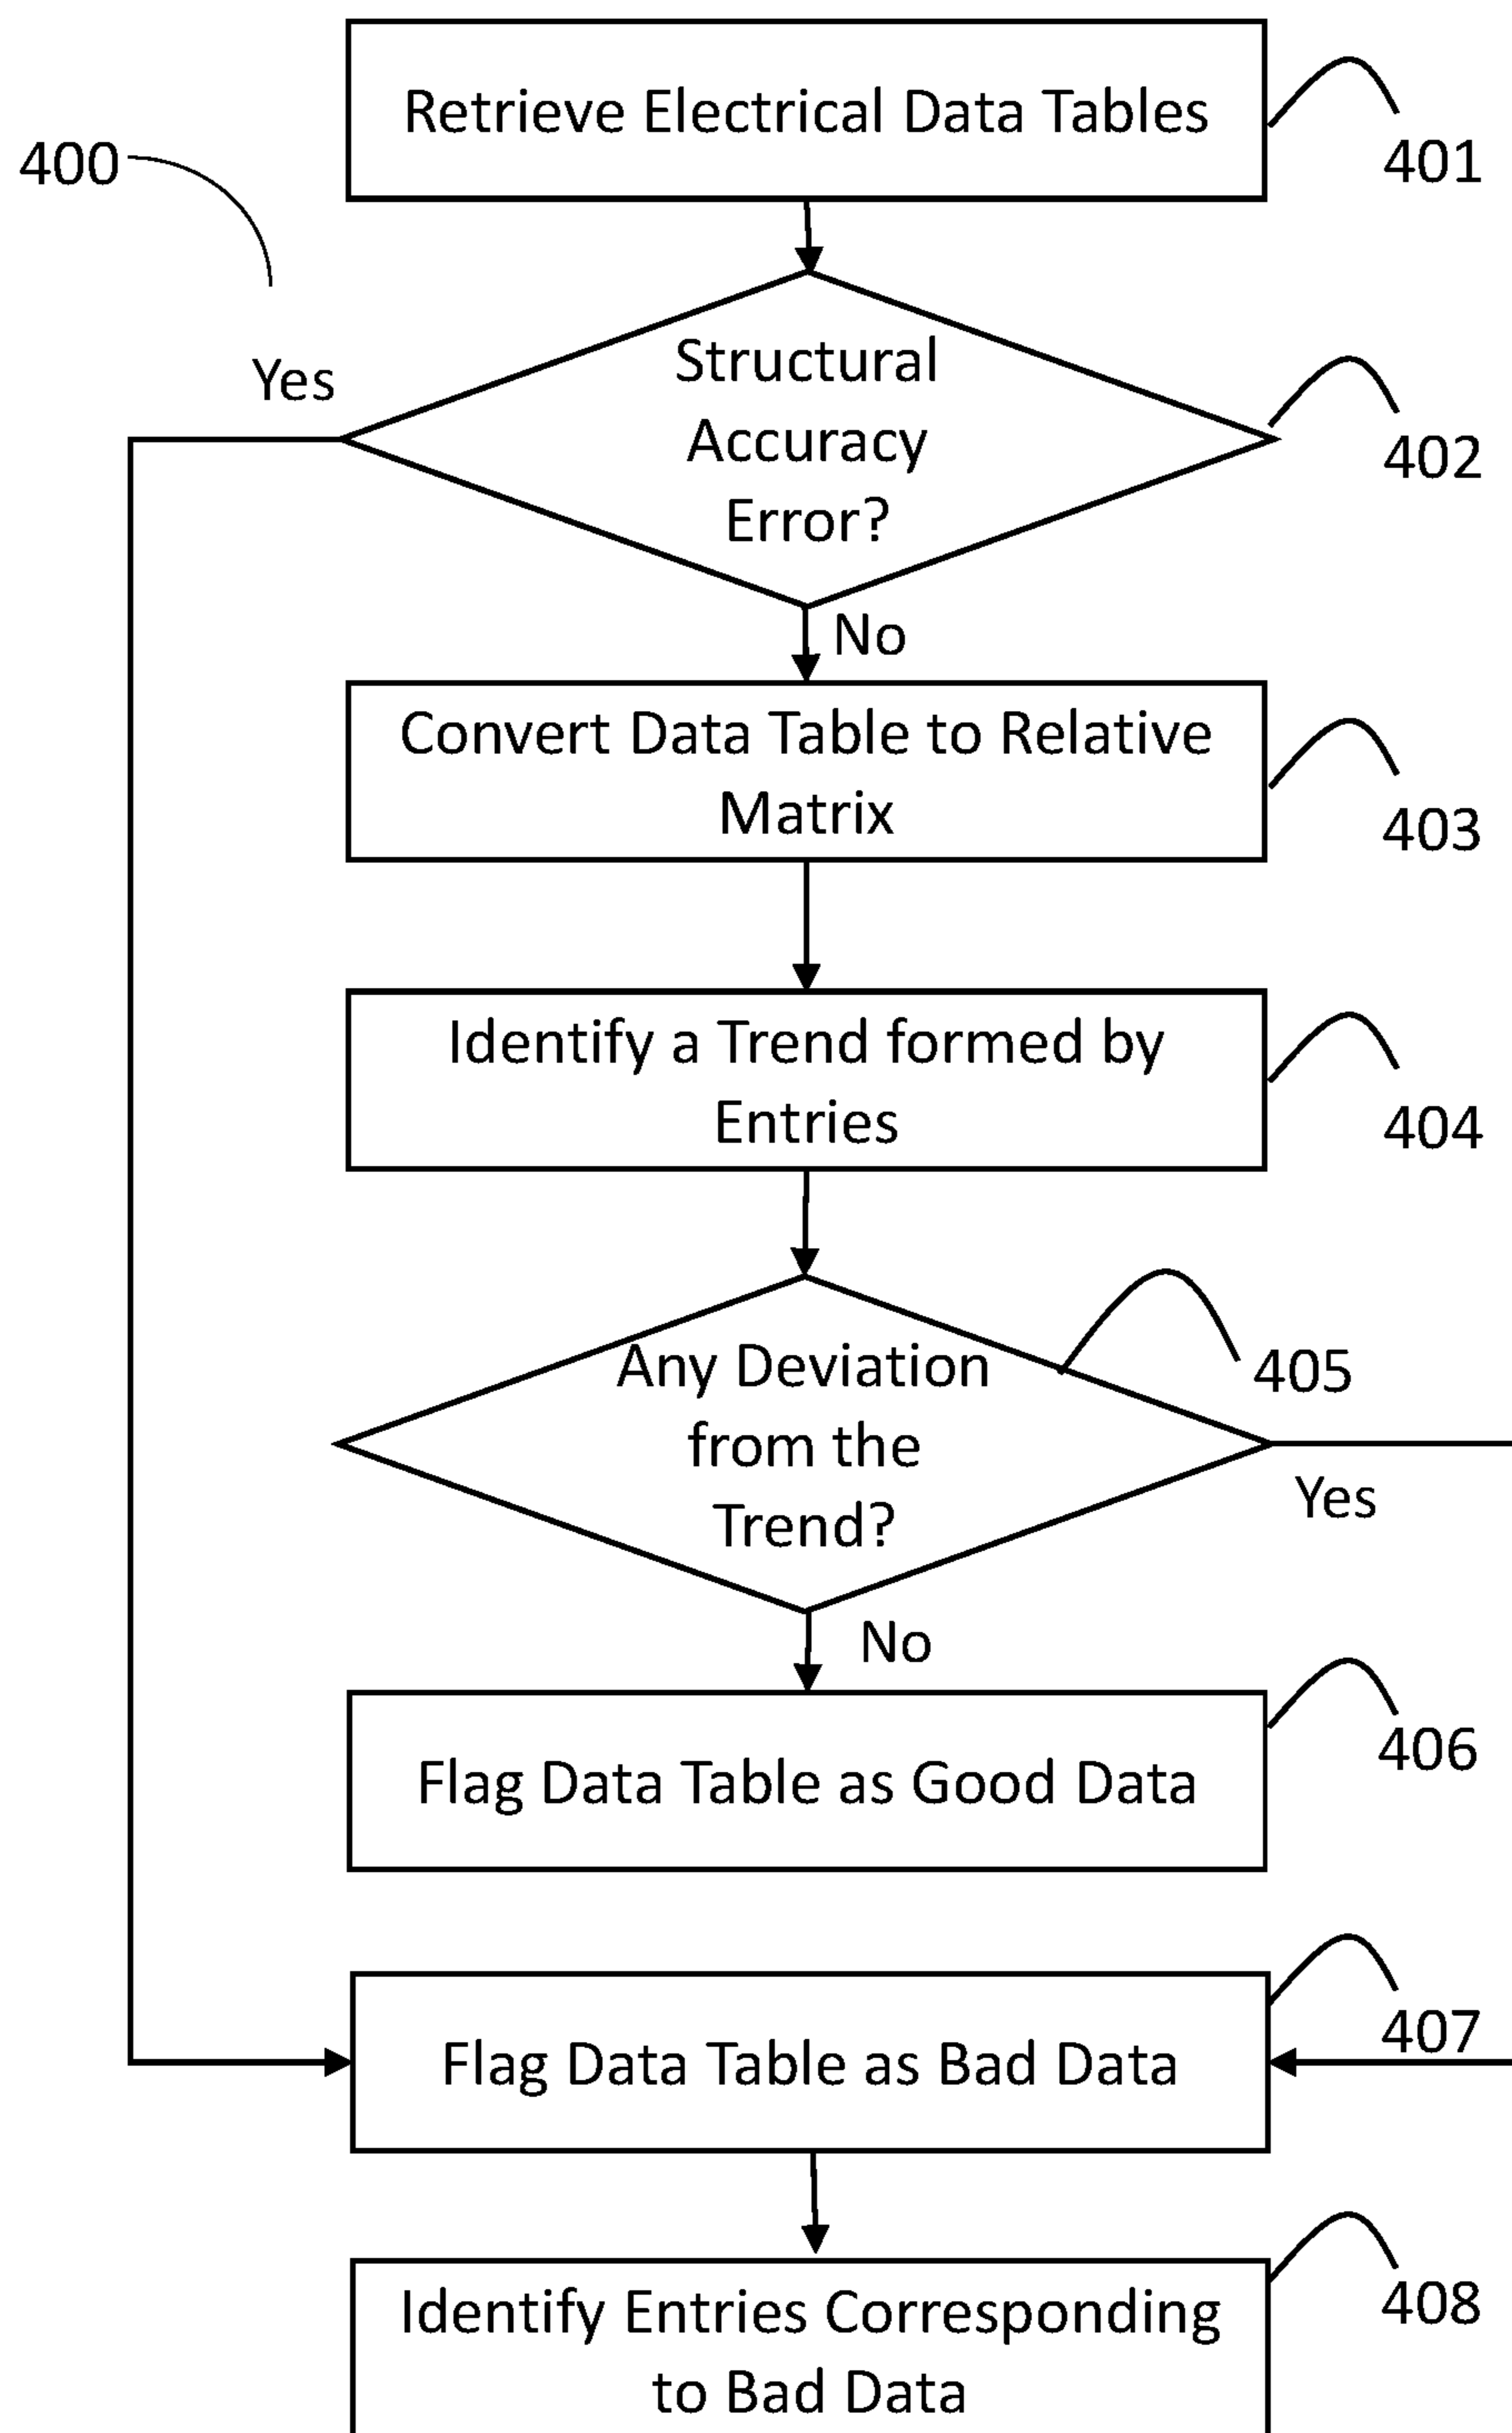 Retrieve Electrical Data Tables
401
400
Structural
Accuracy
Error?
Yes
402
No
Convert Data Table to Relative
Matrix
403
Identify a Trend formed by
Entries
404
Any Deviation
from the
Trend?
405
Yes
No
Flag Data Table as Good Data
406
Flag Data Table as Bad Data
407
Identify Entries Corresponding
to Bad Data
408